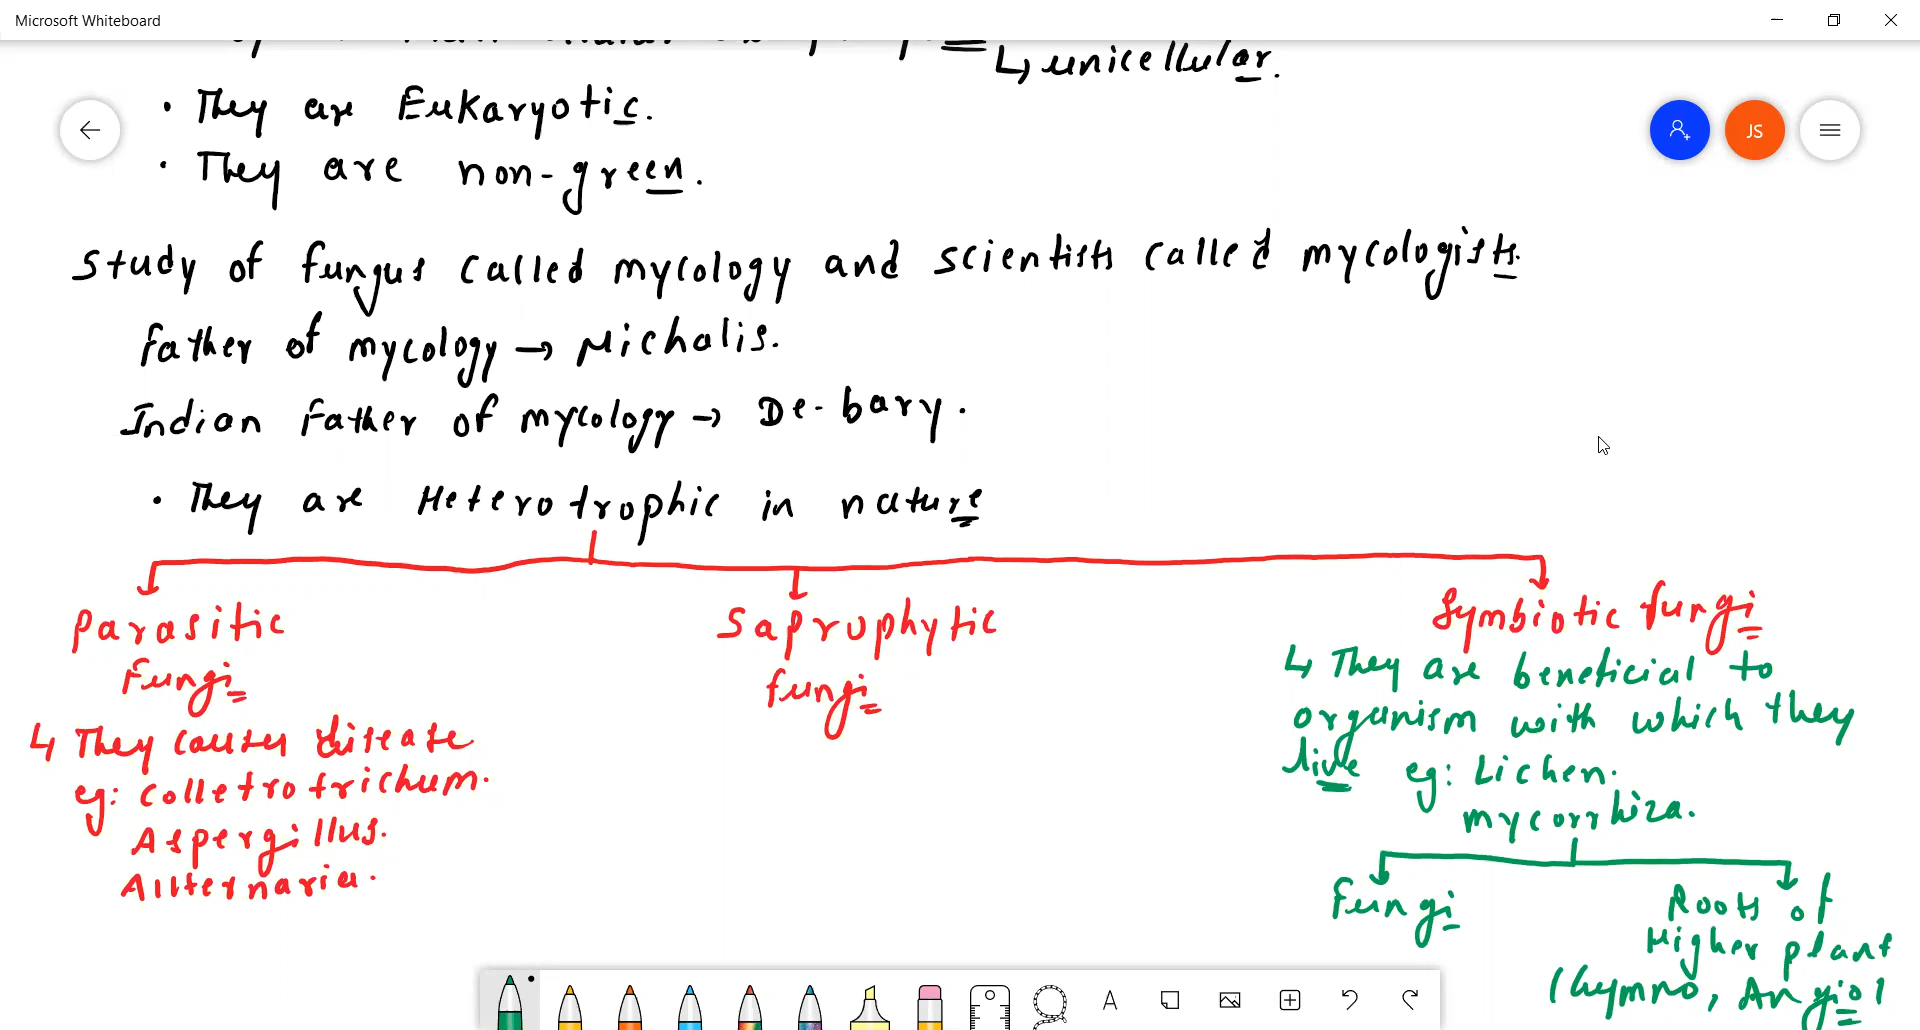 Microsoft Whiteboard
↳ unicellular.
• They are Eukaryotic.
JS
• They are non-green.
Study of fungus called mycology and scientists called mycologists.
Father of mycology → Michalis.
Indian Father of mycology → De-bary.
• They are Heterotrophic in nature
Parasitic
Fungi
Saprophytic
fungi
Symbiotic fungi
↳ They are beneficial to
organism with which they
live eg: Lichen.
mycorrhiza.
↳ They causes disease
eg: Colletrotrichum.
Aspergillus.
Allternaria.
Fungi
Roots of
Higher plant
(Gymno, Angio)
A